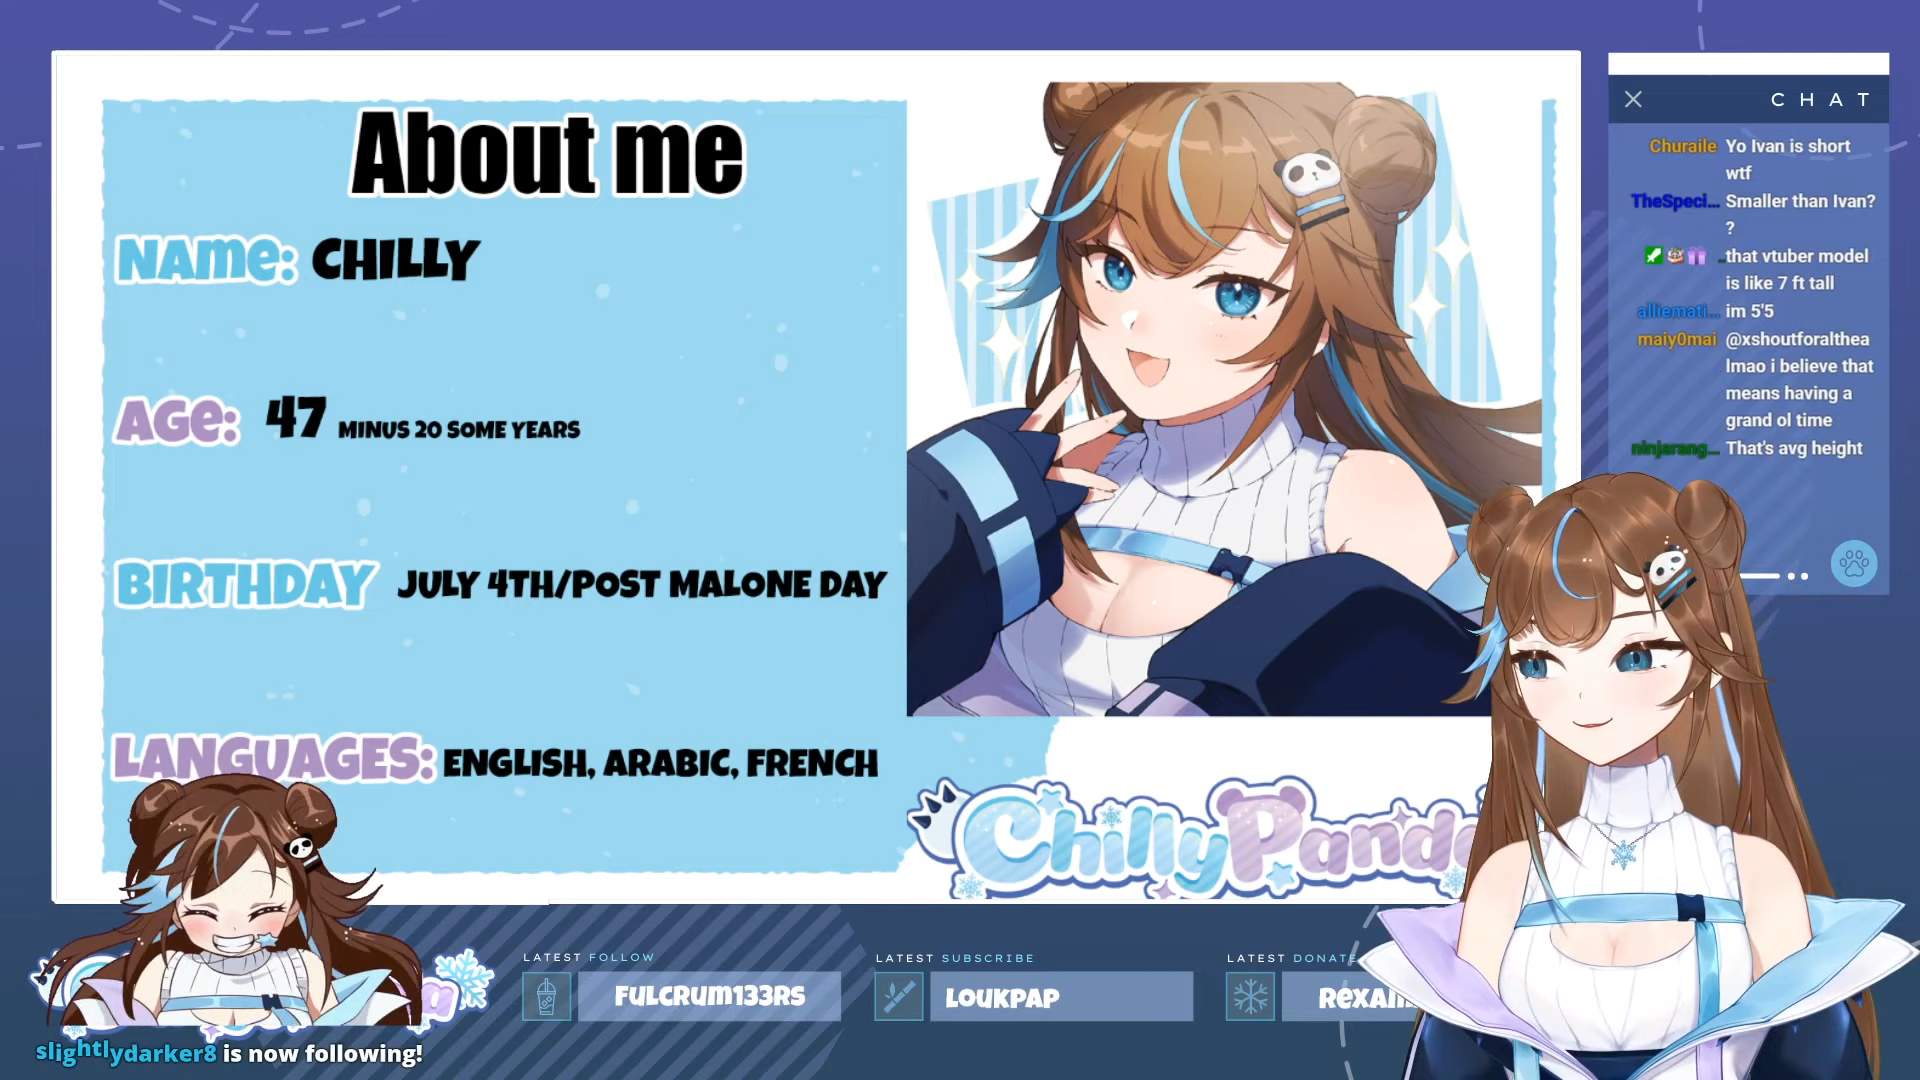 About me
NAME: CHILLY
AGE: 47 MINUS 20 SOME YEARS
BIRTHDAY JULY 4TH/POST MALONE DAY
LANGUAGES: ENGLISH, ARABIC, FRENCH
ChillyPanda
CHAT
Churaile Yo Ivan is short
wtf
TheSpeci... Smaller than Ivan?
?
..that vtuber model
is like 7 ft tall
alliemati... im 5'5
maiy0mai @xshoutforalthea
lmao i believe that
means having a
grand ol time
ninjarang... That's avg height
LATEST FOLLOW
FULCRUM133RS
LATEST SUBSCRIBE
LOUKPAP
LATEST DONATE
slightlydarker8 is now following!